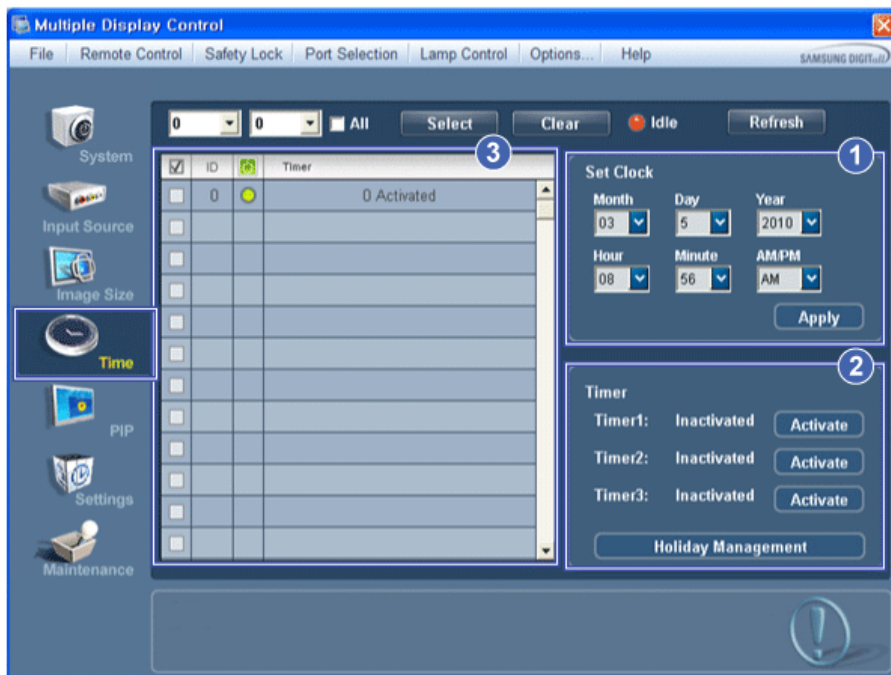 Multiple Display Control
File Remote Control Safety Lock Port Selection Lamp Control Options... Help SAMSUNG DIGITall
0 0 All Select Clear Idle Refresh
System
Input Source
Image Size
Time
PIP
Settings
Maintenance
3
ID Timer
0 0 Activated
1
Set Clock
Month Day Year
03 5 2010
Hour Minute AM/PM
08 56 AM
Apply
2
Timer
Timer1: Inactivated Activate
Timer2: Inactivated Activate
Timer3: Inactivated Activate
Holiday Management